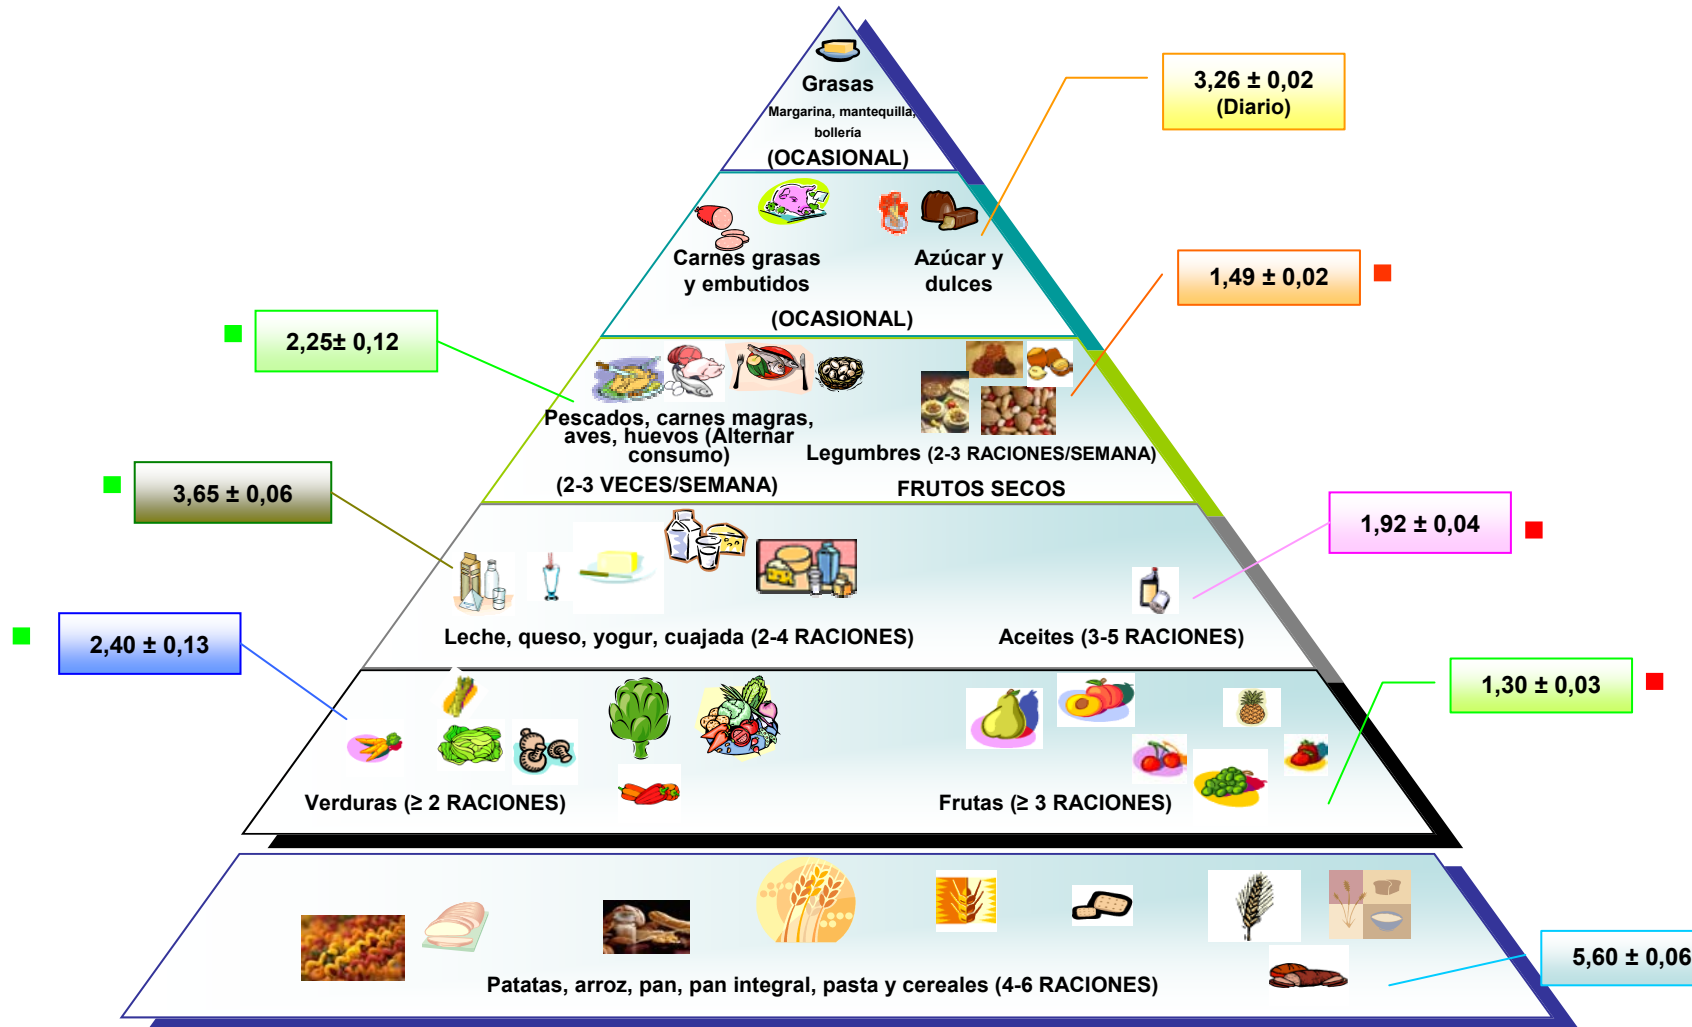 Grasas
Margarina, mantequilla,
bollería
(OCASIONAL)
3,26 ± 0,02
(Diario)
Carnes grasas
y embutidos
Azúcar y
dulces
(OCASIONAL)
1,49 ± 0,02
2,25± 0,12
Pescados, carnes magras,
aves, huevos (Alternar
consumo)
(2-3 VECES/SEMANA)
Legumbres (2-3 RACIONES/SEMANA)
FRUTOS SECOS
3,65 ± 0,06
1,92 ± 0,04
Leche, queso, yogur, cuajada (2-4 RACIONES)
Aceites (3-5 RACIONES)
2,40 ± 0,13
1,30 ± 0,03
Verduras (≥ 2 RACIONES)
Frutas (≥ 3 RACIONES)
5,60 ± 0,06
Patatas, arroz, pan, pan integral, pasta y cereales (4-6 RACIONES)